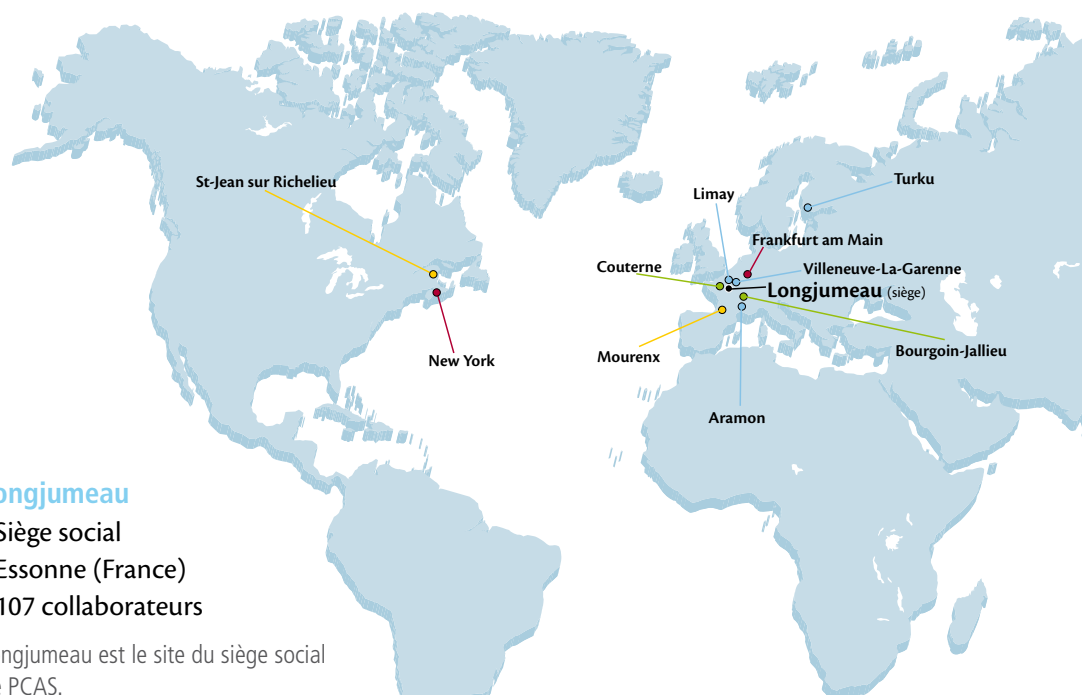 St-Jean sur Richelieu
New York
Limay
Turku
Frankfurt am Main
Couterne
Villeneuve-La-Garenne
Longjumeau (siège)
Mourenx
Bourgoin-Jallieu
Aramon
ongjumeau
Siège social
Essonne (France)
107 collaborateurs
ngjumeau est le site du siège social
e PCAS.